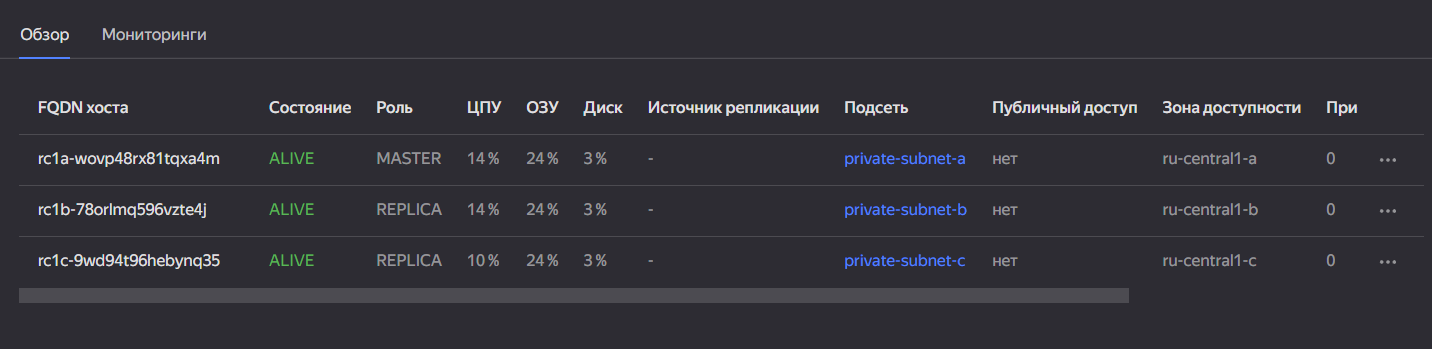 Обзор Мониторинги
FQDN хоста Состояние Роль ЦПУ ОЗУ Диск Источник репликации Подсеть Публичный доступ Зона доступности При
rc1a-wovp48rx81tqxa4m ALIVE MASTER 14 % 24 % 3 % - private-subnet-a нет ru-central1-a 0 ...
rc1b-78orlmq596vzte4j ALIVE REPLICA 14 % 24 % 3 % - private-subnet-b нет ru-central1-b 0 ...
rc1c-9wd94t96hebynq35 ALIVE REPLICA 10 % 24 % 3 % - private-subnet-c нет ru-central1-c 0 ...